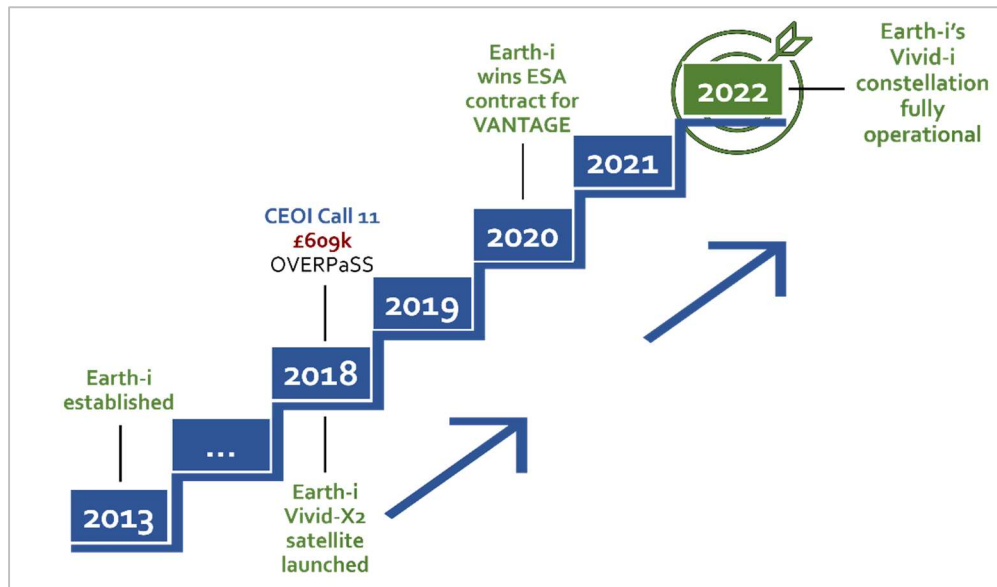 Earth-i
established
2013
...
CEOI Call 11
£609k
OVERPaSS
2018
Earth-i
Vivid-X2
satellite
launched
2019
Earth-i
wins ESA
contract for
VANTAGE
2020
2021
2022
Earth-i's
Vivid-i
constellation
fully
operational